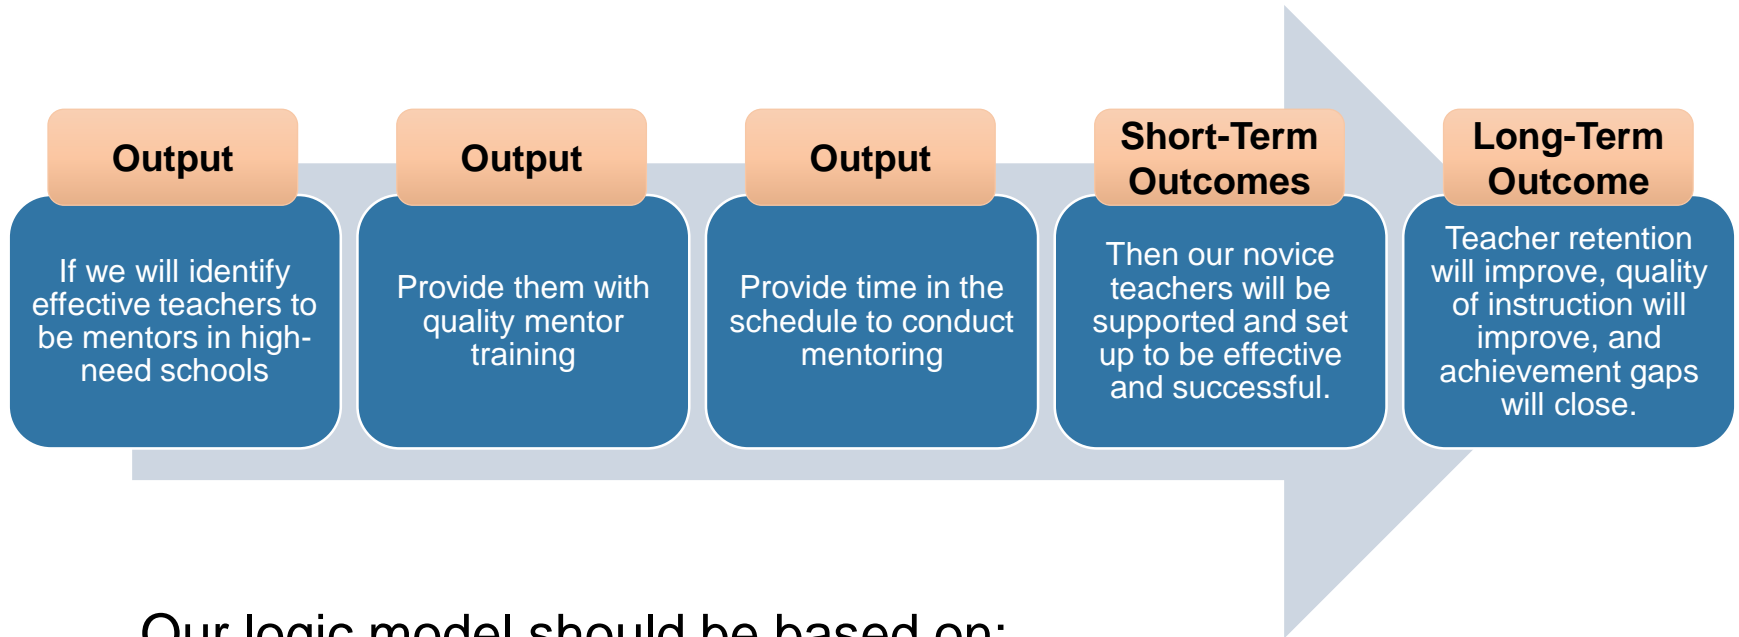 Output
If we will identify
effective teachers to
be mentors in high-
need schools
Output
Provide them with
quality mentor
training
Output
Provide time in the
schedule to conduct
mentoring
Short-Term
Outcomes
Then our novice
teachers will be
supported and set
up to be effective
and successful.
Long-Term
Outcome
Teacher retention
will improve, quality
of instruction will
improve, and
achievement gaps
will close.
Our logic model should be based on: